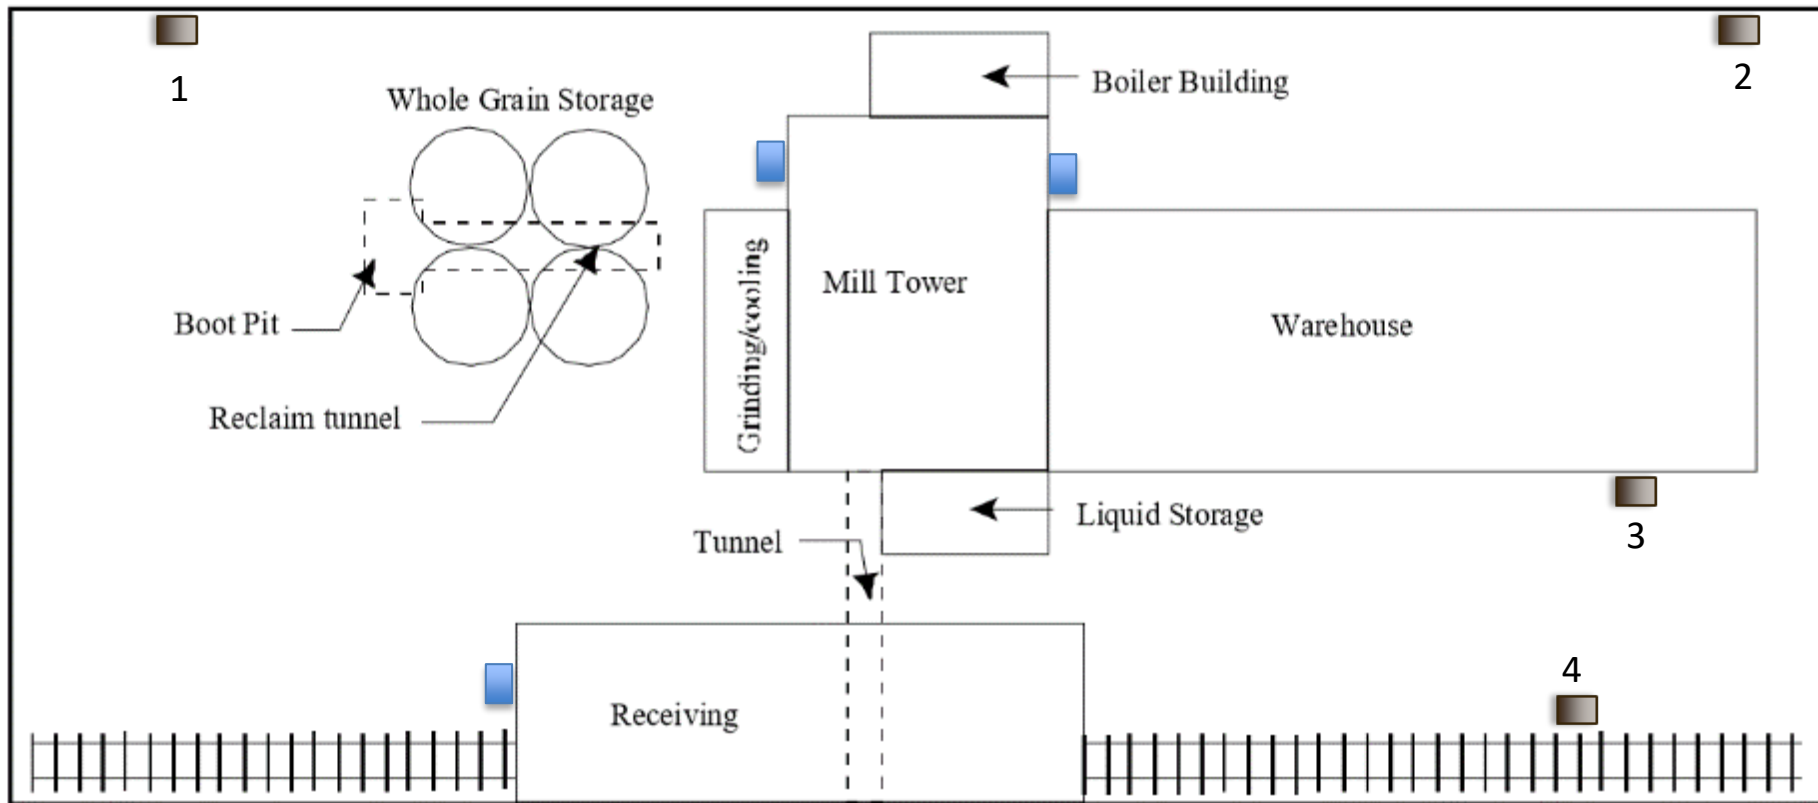 1
2
Boiler Building
Whole Grain Storage
Grinding/cooling
Mill Tower
Warehouse
Boot Pit
Reclaim tunnel
Liquid Storage
3
Tunnel
4
Receiving